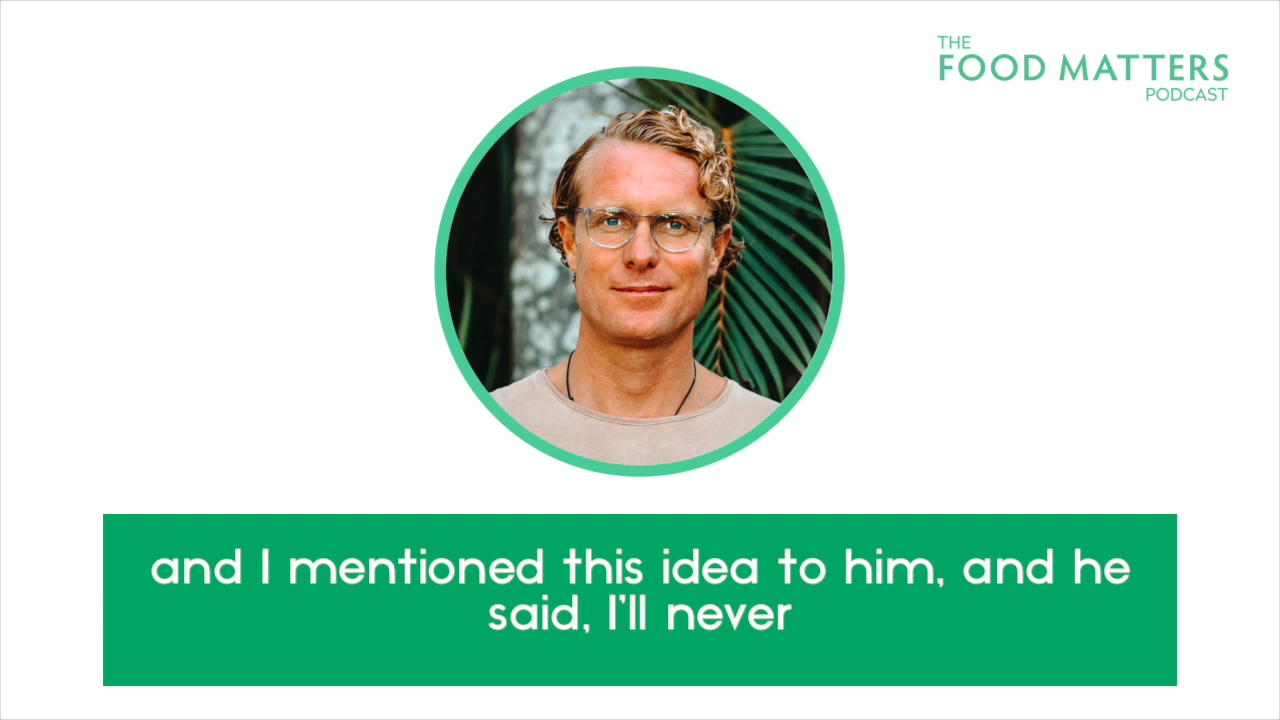 THE
FOOD MATTERS
PODCAST
and I mentioned this idea to him, and he
said, I'll never